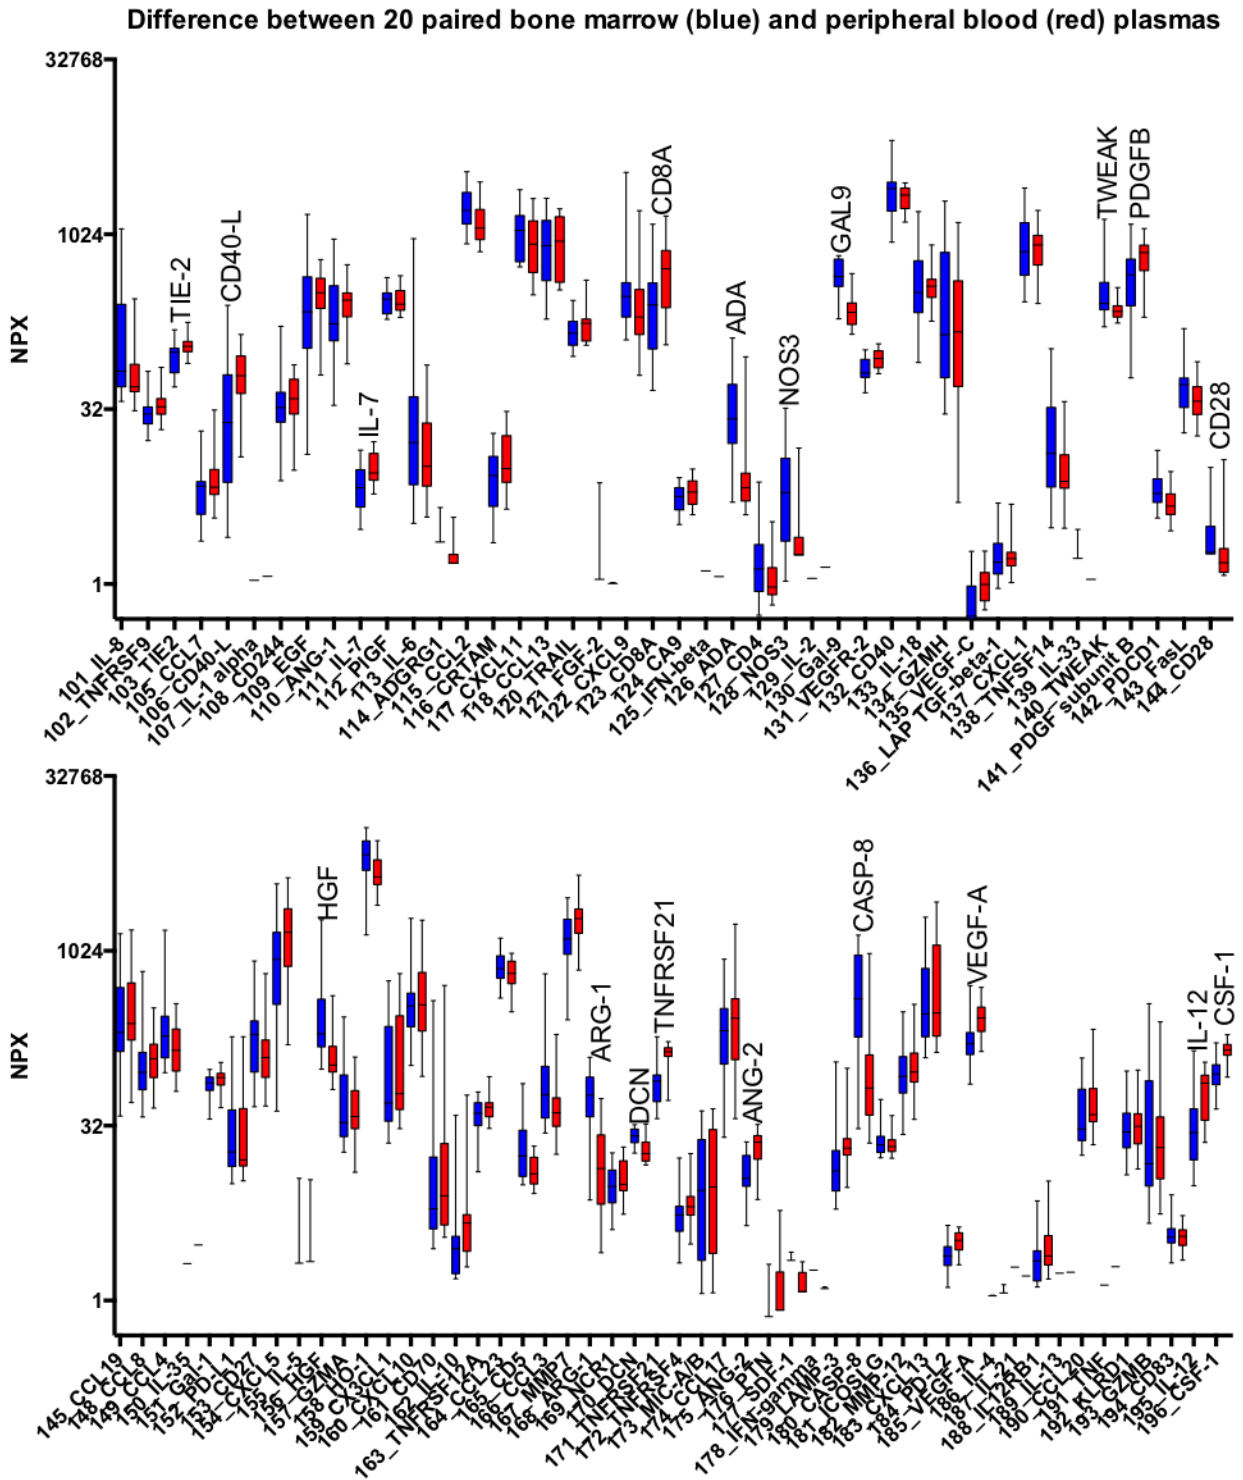 Difference between 20 paired bone marrow (blue) and peripheral blood (red) plasmas
32768
1024
32
1
NPX
TIE-2
CD40-L
IL-7
CD8A
ADA
NOS3
GAL9
TWEAK
PDGFB
CD28
101_IL-8
102_TNFRSF9
103_TIE2
105_CCL7
106_CD40-L
107_IL-1 alpha
108_CD244
109_EGF
110_ANG-1
111_IL-7
112_PIGF
113_IL-6
114_ADGRG1
115_CCL2
116_CRTAM
117_CXCL11
118_CCL13
120_TRAIL
121_FGF-2
122_CXCL9
123_CD8A
124_CA9
125_IFN-beta
126_ADA
127_CD4
128_NOS3
129_IL-2
130_Gal-9
131_VEGFR-2
132_CD40
133_IL-18
134_GZMH
135_VEGF-C
136_LAP TGF-beta-1
137_CXCL1
138_TNFSF14
139_IL-33
140_TWEAK
141_PDGF subunit B
142_PDCD1
143_FasL
144_CD28
32768
1024
32
1
NPX
HGF
ARG-1
DCN
TNFRSF21
ANG-2
CASP-8
VEGF-A
IL-12
CSF-1
145_CCL19
148_CCL8
149_CCL4
150_IL-35
151_Gal-1
152_PD-L1
153_CD27
154_CXCL5
155_IL-5
156_HGF
157_GZMA
158_HO-1
159_CX3CL1
160_CXCL10
161_CD70
162_IL-10
163_TNFRSF12A
164_CCL23
165_CD5
166_CCL3
167_MMP7
168_ARG-1
169_NCR1
170_DCN
171_TNFRSF21
172_TNFRSF4
173_MIC-A/B
174_CCL17
175_ANGT-2
176_PTN
177_SDF-1
178_IFN-gamma
179_LAMP-3
180_CASP-8
181_ICOSLG
182_MMP-12
183_CXCL13
184_PD-L2
185_VEGF-A
186_IL-4
187_IL-21
188_IL12RB1
189_IL-13
190_CCL20
191_TNF
192_KLRD1
193_GZMB
194_CD83
195_IL-12
196_CSF-1